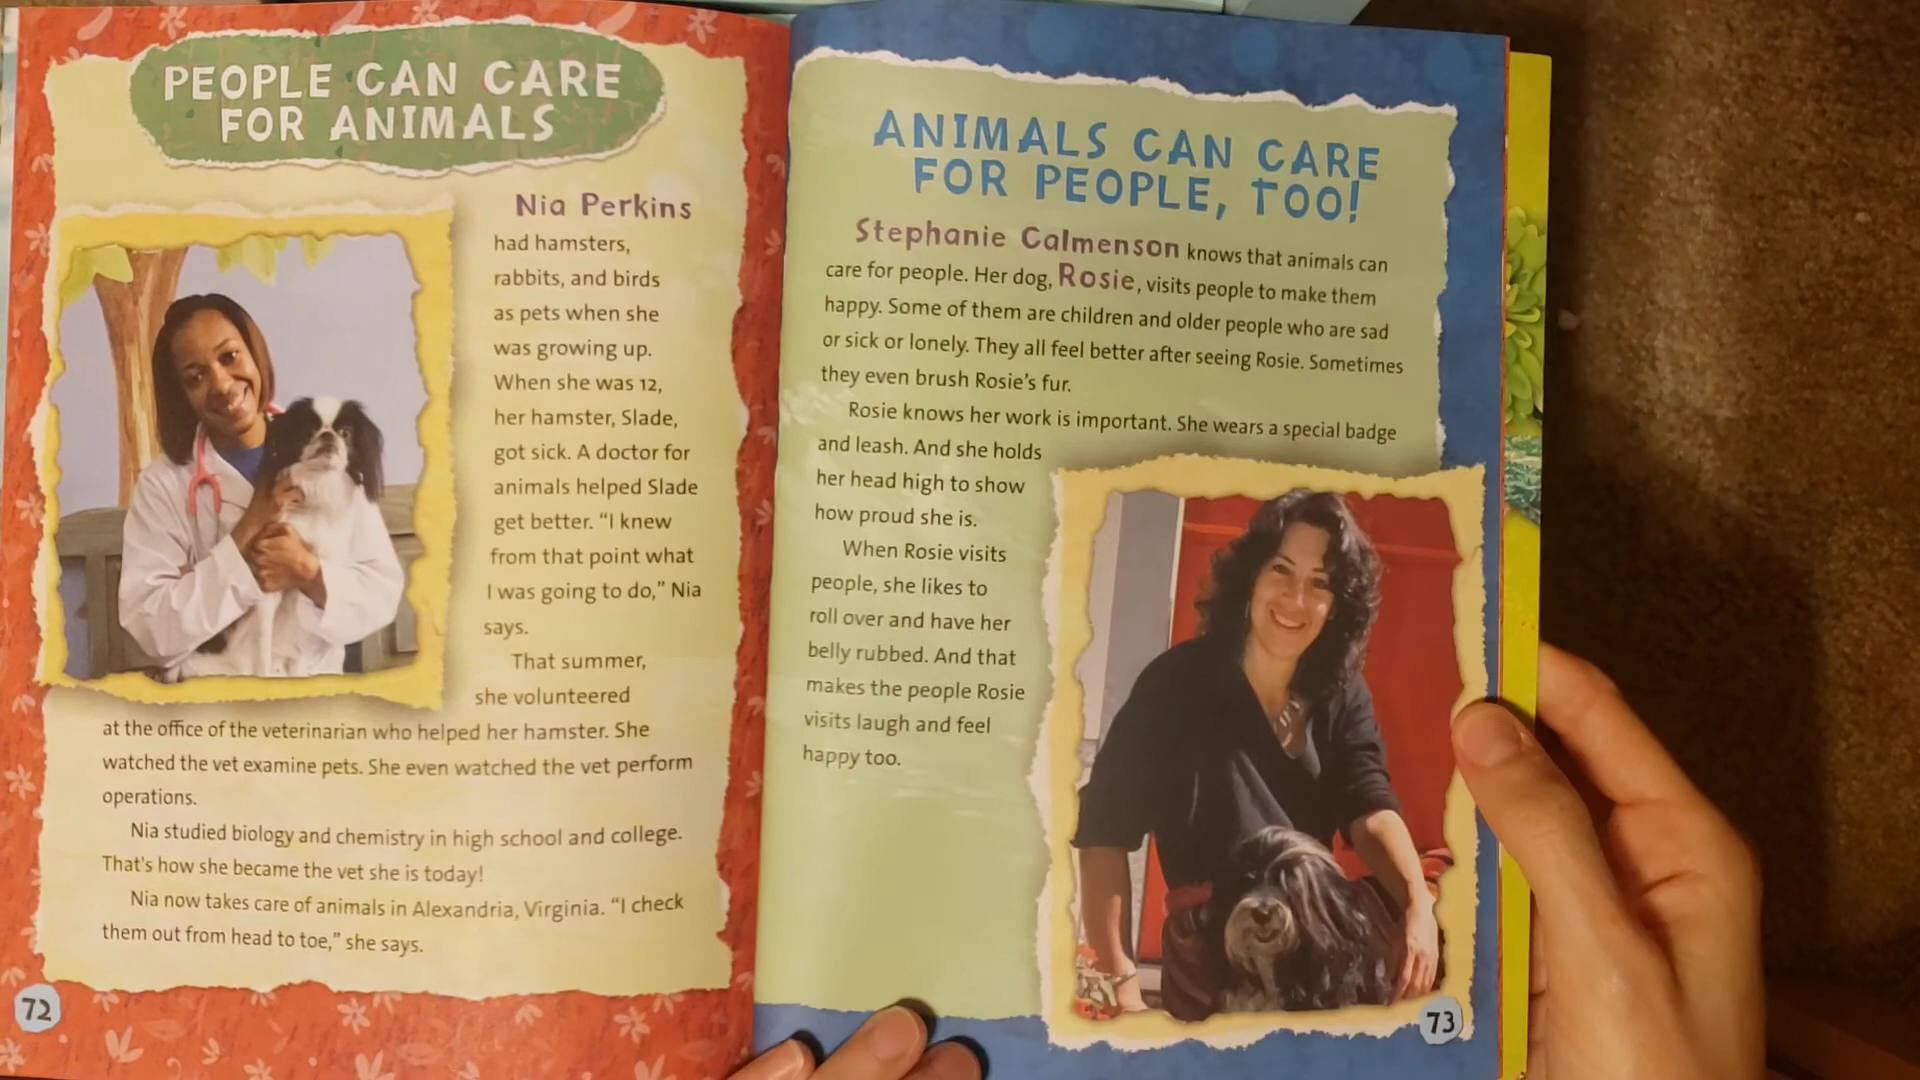 PEOPLE CAN CARE
FOR ANIMALS
Nia Perkins
had hamsters,
rabbits, and birds
as pets when she
was growing up.
When she was 12,
her hamster, Slade,
got sick. A doctor for
animals helped Slade
get better. “I knew
from that point what
I was going to do,” Nia
says.
That summer,
she volunteered
at the office of the veterinarian who helped her hamster. She
watched the vet examine pets. She even watched the vet perform
operations.
Nia studied biology and chemistry in high school and college.
That's how she became the vet she is today!
Nia now takes care of animals in Alexandria, Virginia. “I check
them out from head to toe,” she says.
72
ANIMALS CAN CARE
FOR PEOPLE, TOO!
Stephanie Calmenson knows that animals can
care for people. Her dog, Rosie, visits people to make them
happy. Some of them are children and older people who are sad
or sick or lonely. They all feel better after seeing Rosie. Sometimes
they even brush Rosie’s fur.
Rosie knows her work is important. She wears a special badge
and leash. And she holds
her head high to show
how proud she is.
When Rosie visits
people, she likes to
roll over and have her
belly rubbed. And that
makes the people Rosie
visits laugh and feel
happy too.
73